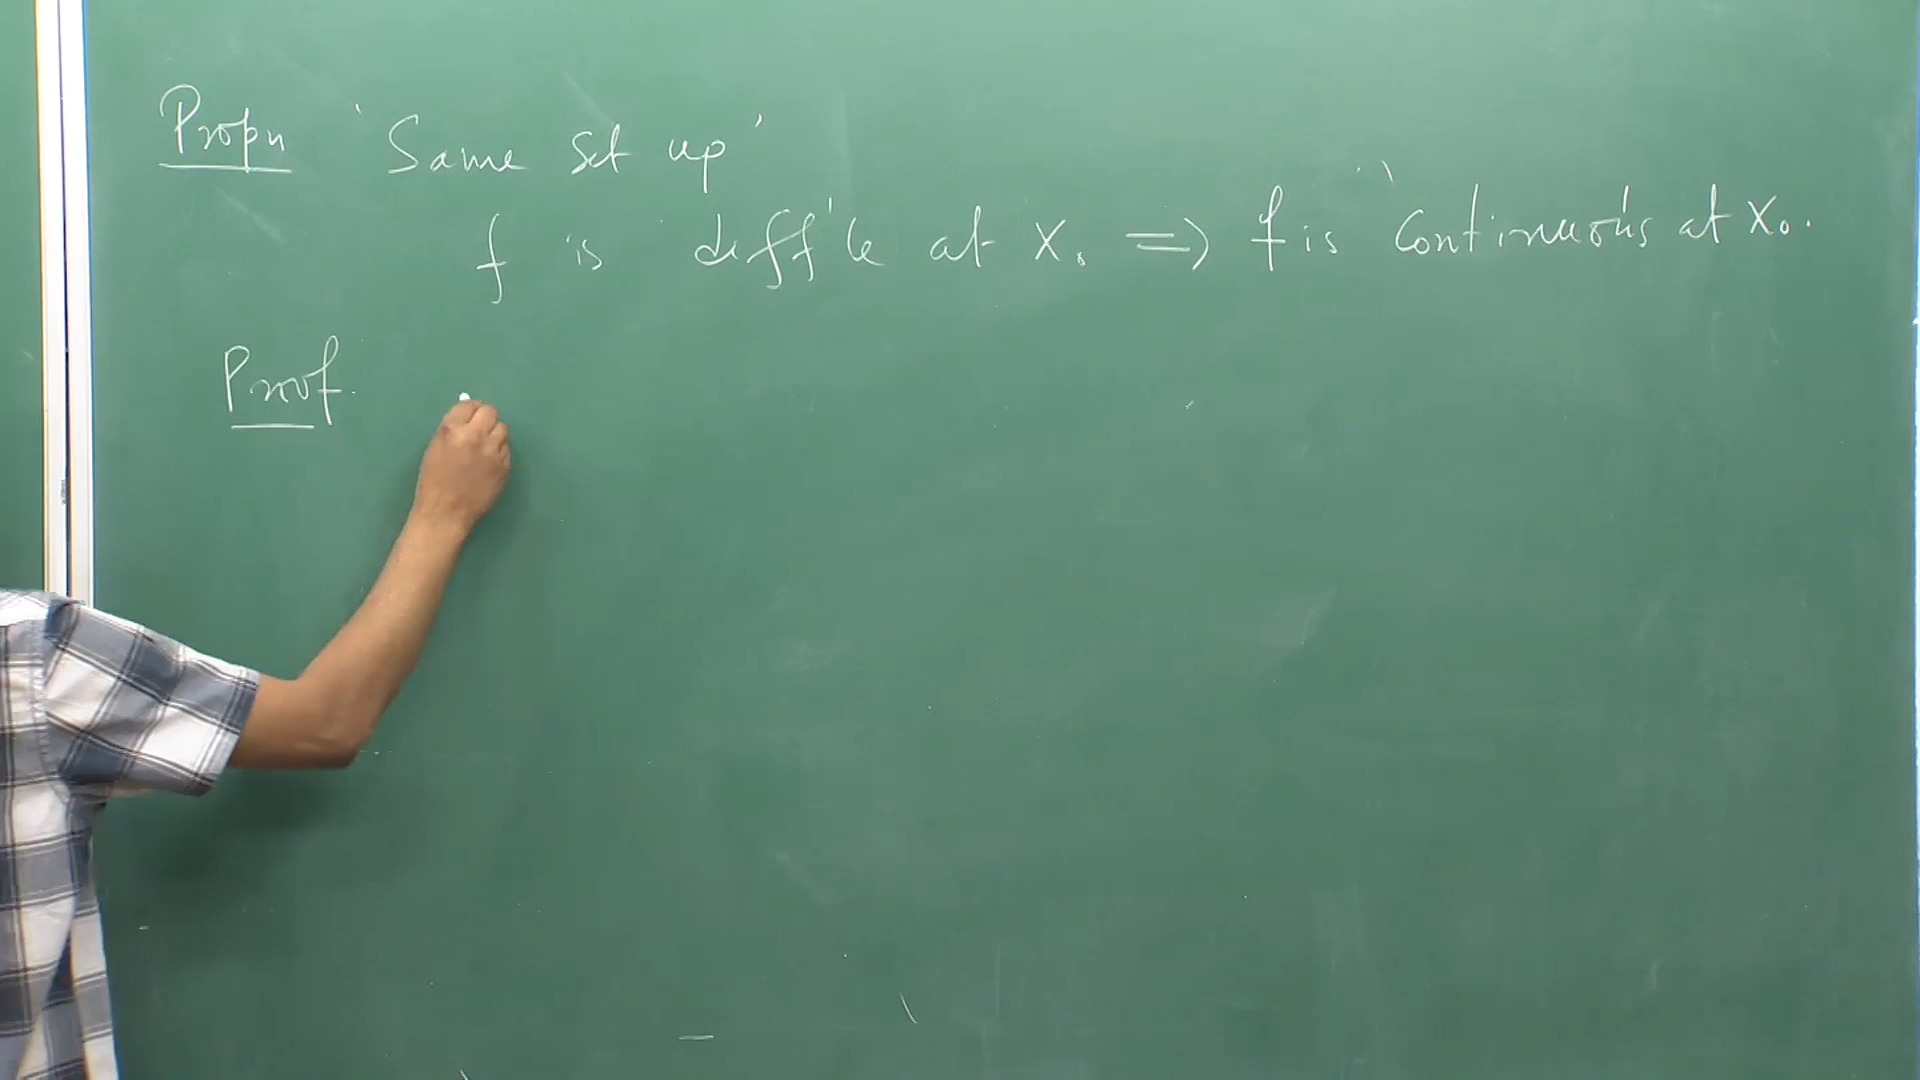 Propn 'Same set up'
f is diff'le at x₀ => f is continuous at x₀.
Proof.